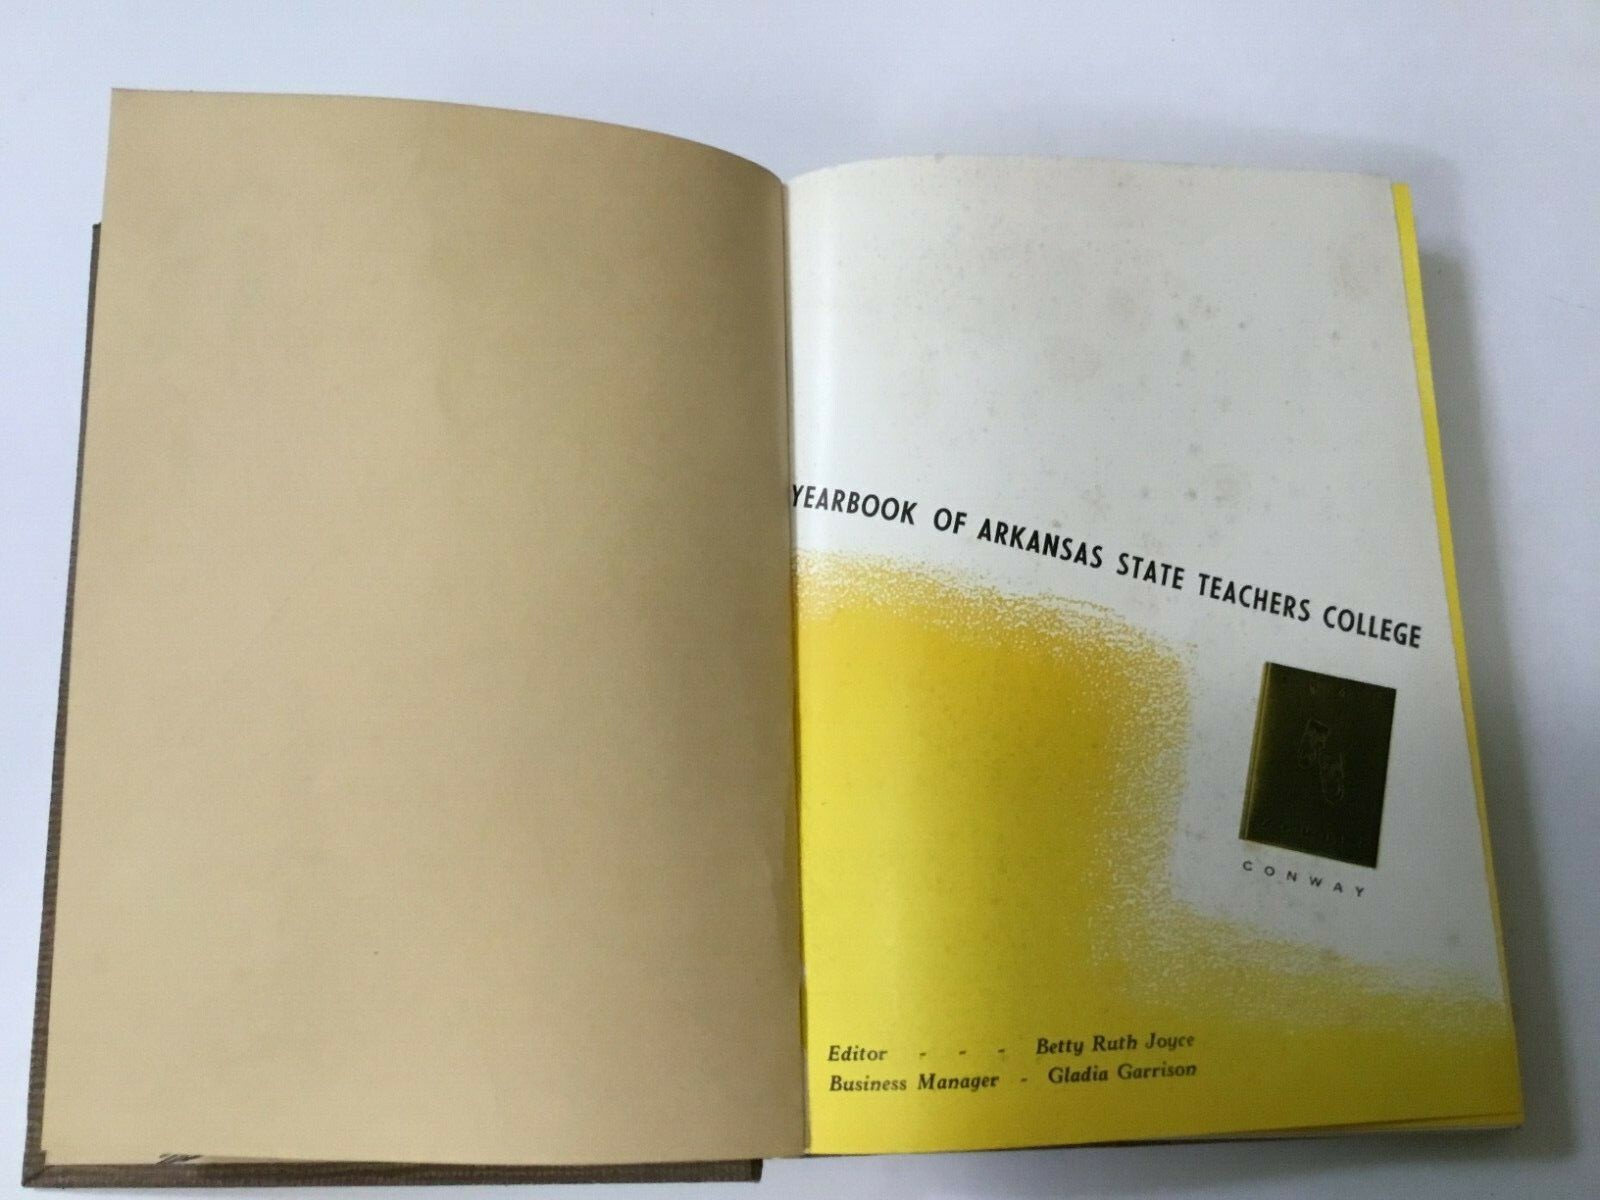 YEARBOOK OF ARKANSAS STATE TEACHERS COLLEGE
CONWAY
Editor - - - Betty Ruth Joyce
Business Manager - Gladia Garrison